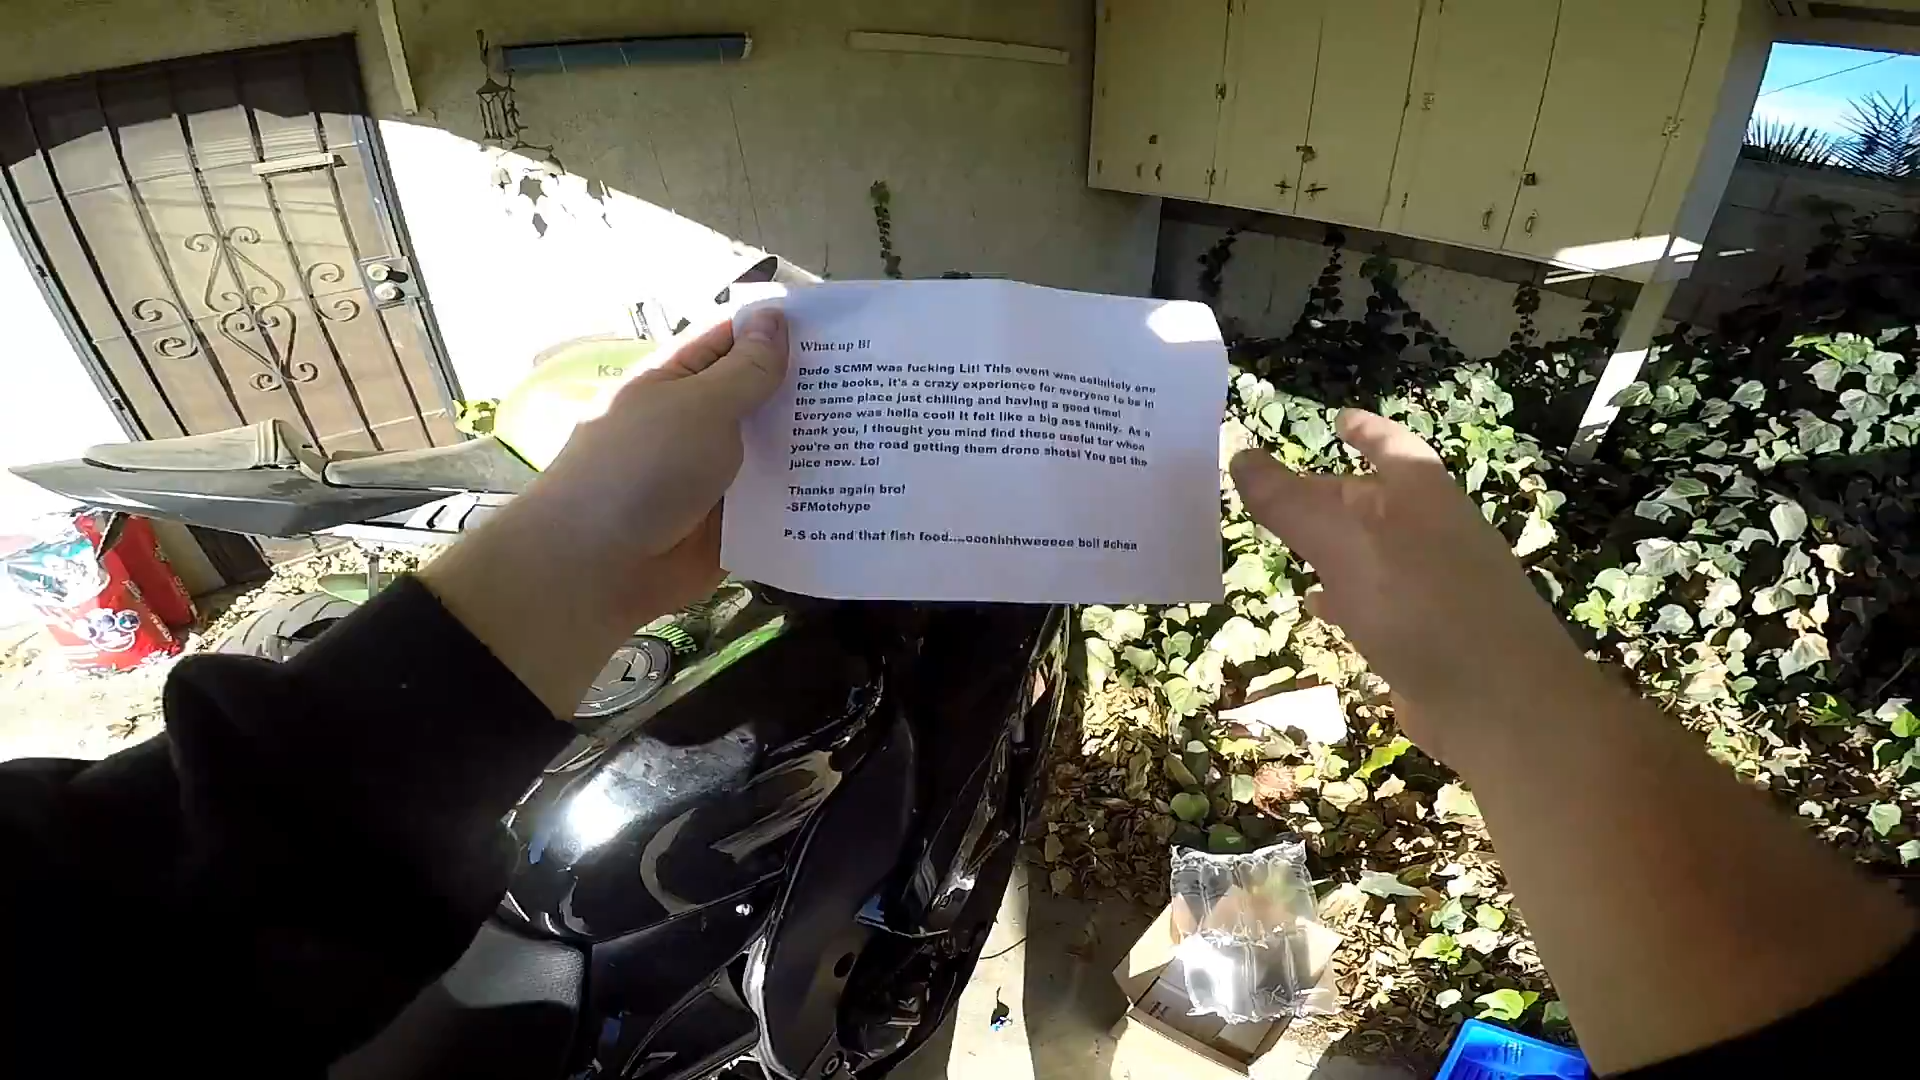 What up B!
Dude SCMM was fucking Lit! This event was definitely one
for the books, it's a crazy experience for everyone to be in
the same place just chilling and having a good time!
Everyone was hella cool! It felt like a big ass family. As a
thank you, I thought you mind find these useful for when
you're on the road getting them drone shots! You got the
juice now. Lol
Thanks again bro!
-SFMotohype
P.S oh and that fish food....ooohhhhweeeee boii
Ka
JUICE